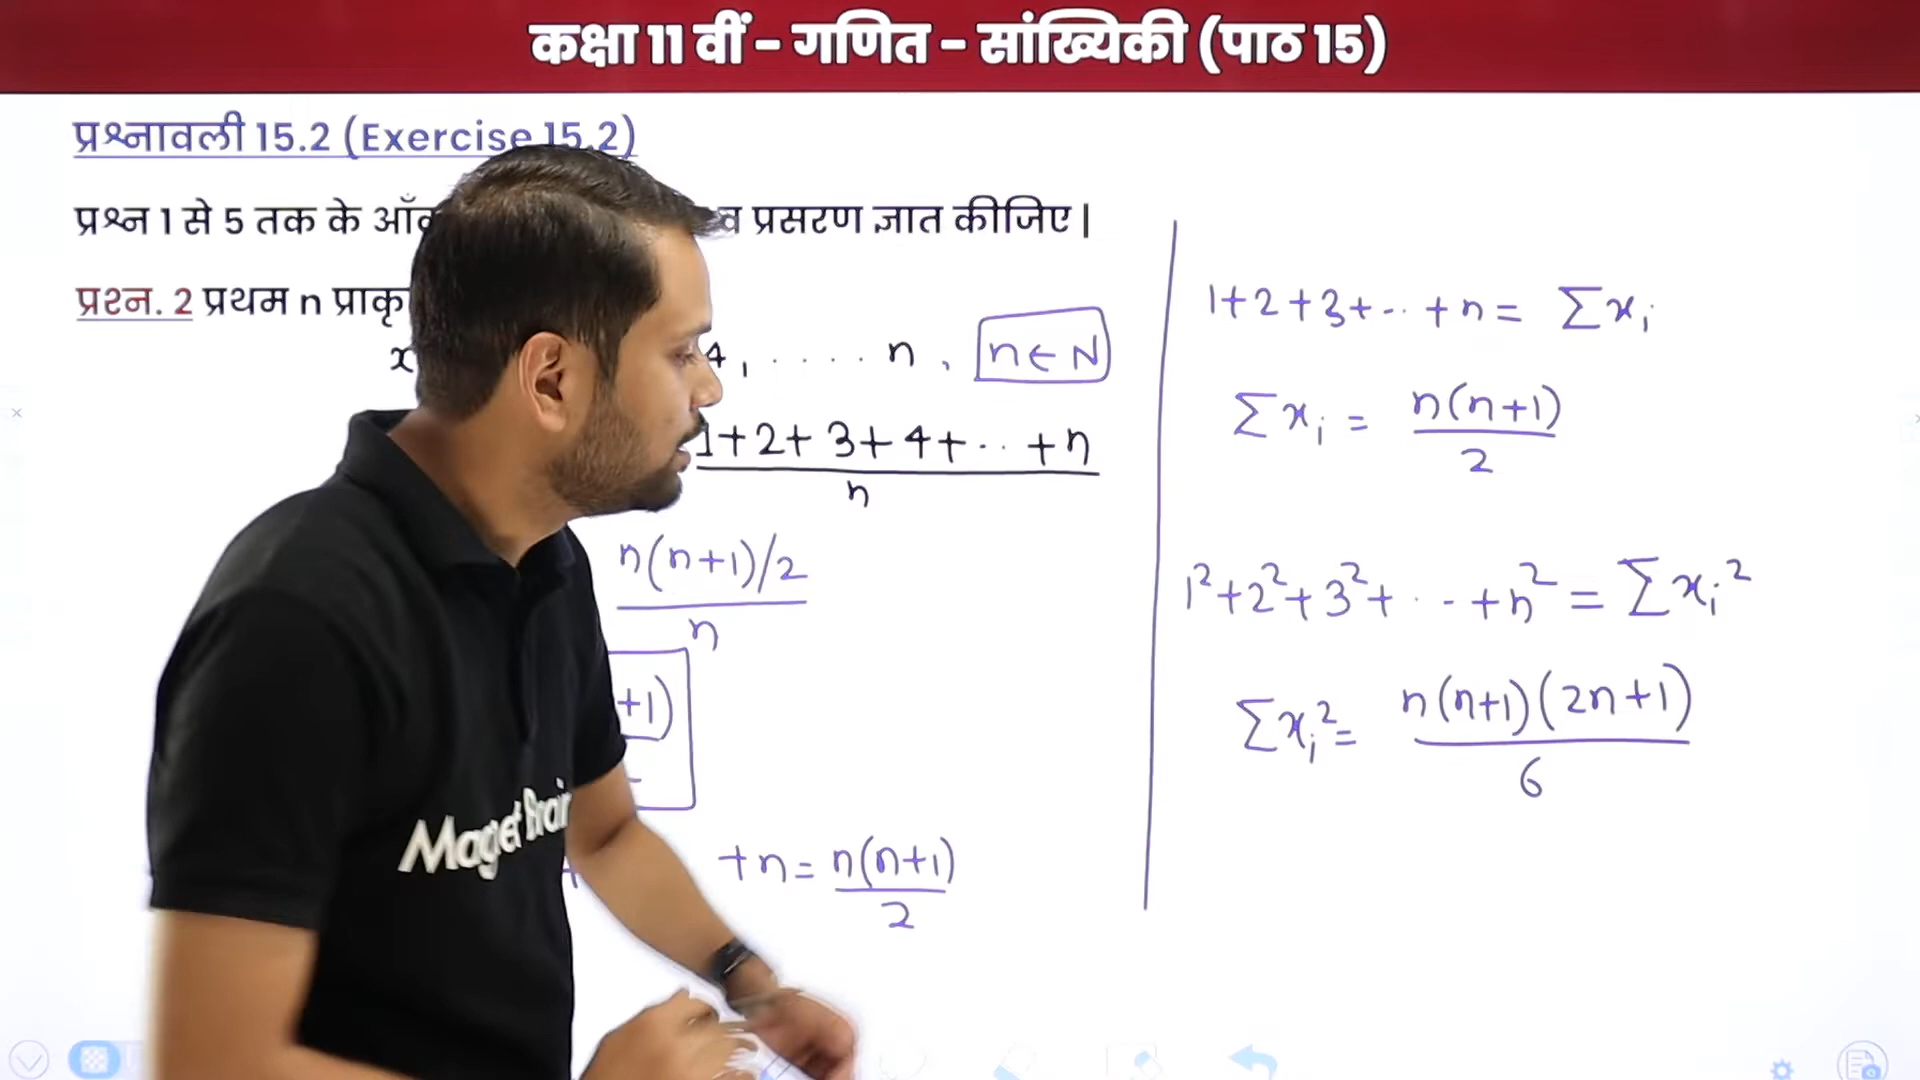 कक्षा 11 वीं - गणित - सांख्यिकी (पाठ 15)
प्रश्नावली 15.2 (Exercise 15.2)
प्रश्न 1 से 5 तक के व प्रसरण ज्ञात कीजिए |
प्रश्न. 2 प्रथम n
x 4, ..... n, n ∈ N
1+2+3+4+...+n
n
n(n+1)/2
n
+1)
+n = n(n+1)
2
1+2+3+...+n = Σxᵢ
Σxᵢ = n(n+1)
2
1²+2²+3²+...+n² = Σxᵢ²
Σxᵢ² = n(n+1)(2n+1)
6
Magnet Brain